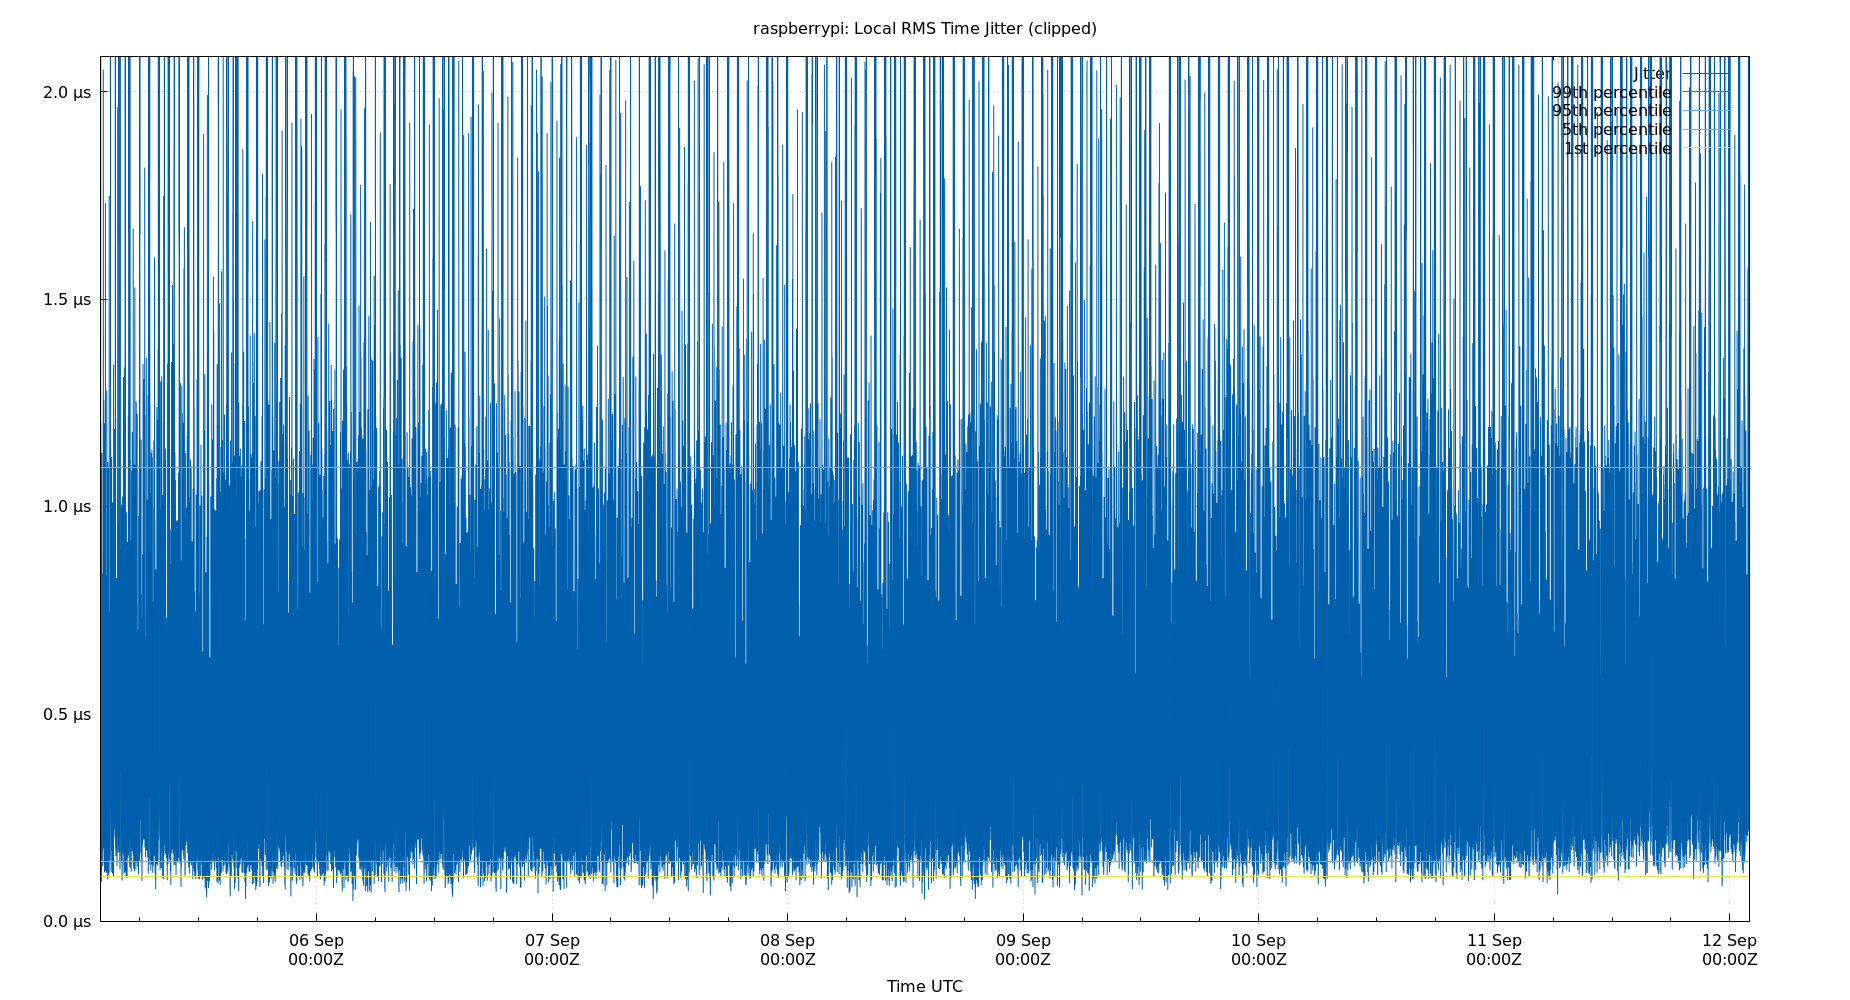 raspberrypi: Local RMS Time Jitter (clipped)
Jitter
99th percentile
95th percentile
5th percentile
1st percentile
2.0 µs
1.5 µs
1.0 µs
0.5 µs
0.0 µs
06 Sep 07 Sep 08 Sep 09 Sep 10 Sep 11 Sep 12 Sep
00:00Z 00:00Z 00:00Z 00:00Z 00:00Z 00:00Z 00:00Z
Time UTC